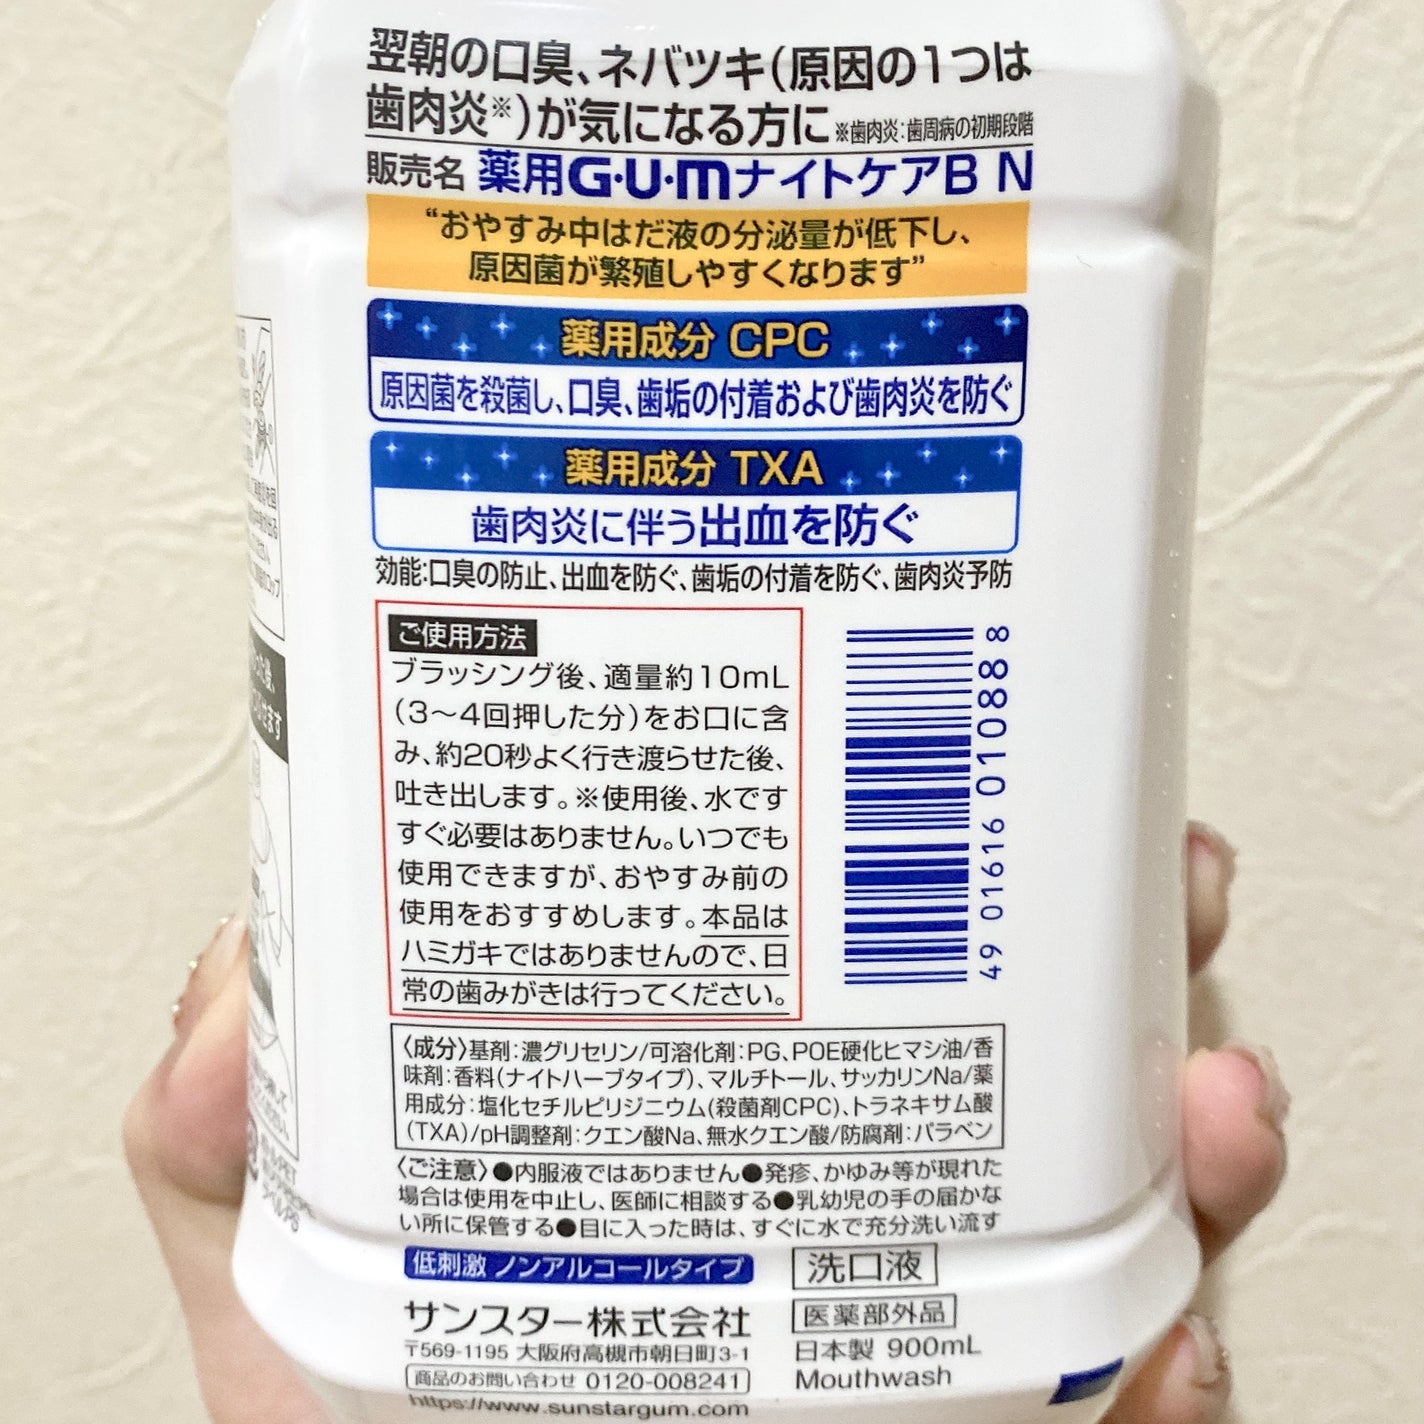 翌朝の口臭、ネバツキ(原因の1つは
歯肉炎※)が気になる方に ※歯肉炎:歯周病の初期段階
販売名 薬用G·U·mナイトケアB N
“おやすみ中はだ液の分泌量が低下し、
原因菌が繁殖しやすくなります”
薬用成分 CPC
原因菌を殺菌し、口臭、歯垢の付着および歯肉炎を防ぐ
薬用成分 TXA
歯肉炎に伴う出血を防ぐ
効能:口臭の防止、出血を防ぐ、歯垢の付着を防ぐ、歯肉炎予防
ご使用方法
ブラッシング後、適量約10mL
(3〜4回押した分)をお口に含
み、約20秒よく行き渡らせた後、
吐き出します。※使用後、水です
すぐ必要はありません。いつでも
使用できますが、おやすみ前の
使用をおすすめします。本品は
ハミガキではありませんので、日
常の歯みがきは行ってください。
49 01616 010888 8
〈成分〉基剤:濃グリセリン/可溶化剤:PG、POE硬化ヒマシ油/香
味剤:香料(ナイトハーブタイプ)、マルチトール、サッカリンNa/薬
用成分:塩化セチルピリジニウム(殺菌剤CPC)、トラネキサム酸
(TXA)/pH調整剤:クエン酸Na、無水クエン酸/防腐剤:パラベン
〈ご注意〉●内服液ではありません●発疹、かゆみ等が現れた
場合は使用を中止し、医師に相談する●乳幼児の手の届かな
い所に保管する●目に入った時は、すぐに水で充分洗い流す
低刺激 ノンアルコールタイプ
洗口液
サンスター株式会社
〒569-1195 大阪府高槻市朝日町3-1
商品のお問い合わせ 0120-008241
https://www.sunstargum.com
医薬部外品
日本製 900mL
Mouthwash